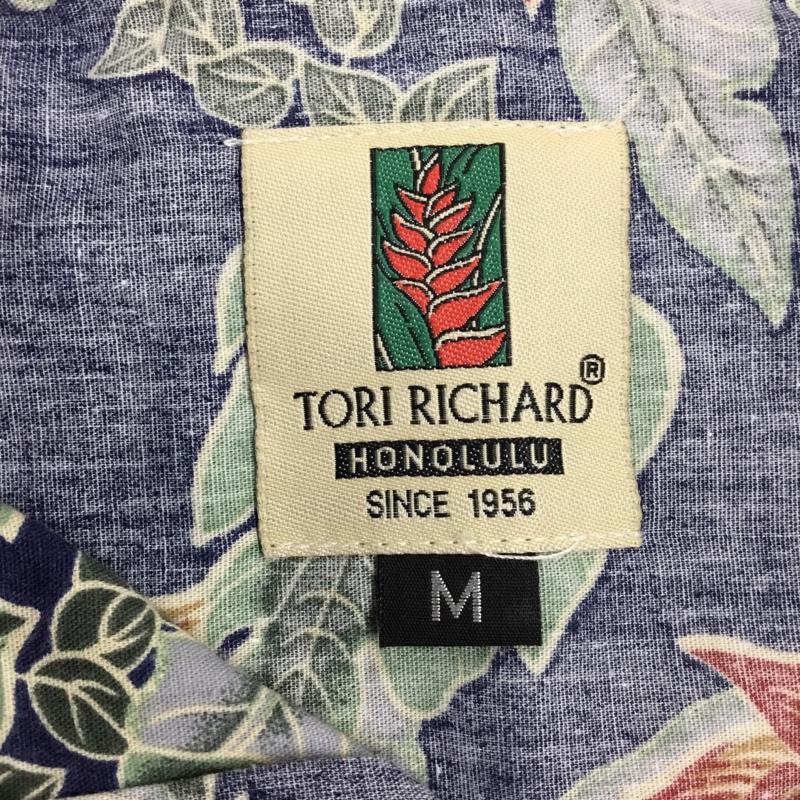 TORI RICHARD®
HONOLULU
SINCE 1956
M